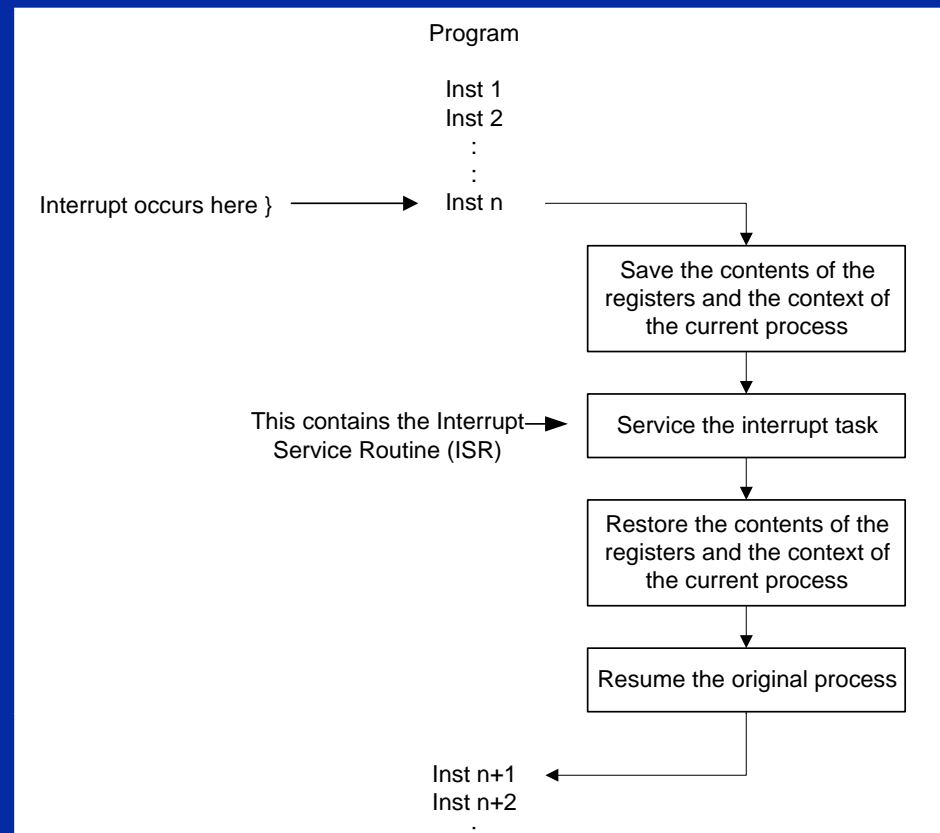 Program
Inst 1
Inst 2
:
:
Interrupt occurs here }
Inst n
Save the contents of the
registers and the context of
the current process
This contains the Interrupt
Service Routine (ISR)
Service the interrupt task
Restore the contents of the
registers and the context of
the current process
Resume the original process
Inst n+1
Inst n+2
: